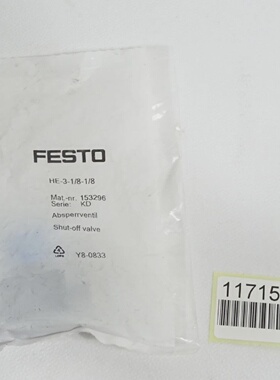 FESTO
HE-3-1/8-1/8
Mat.-nr. 153296
Serie: KD
Absperrventil
Shut-off valve
Y8-0833
11715